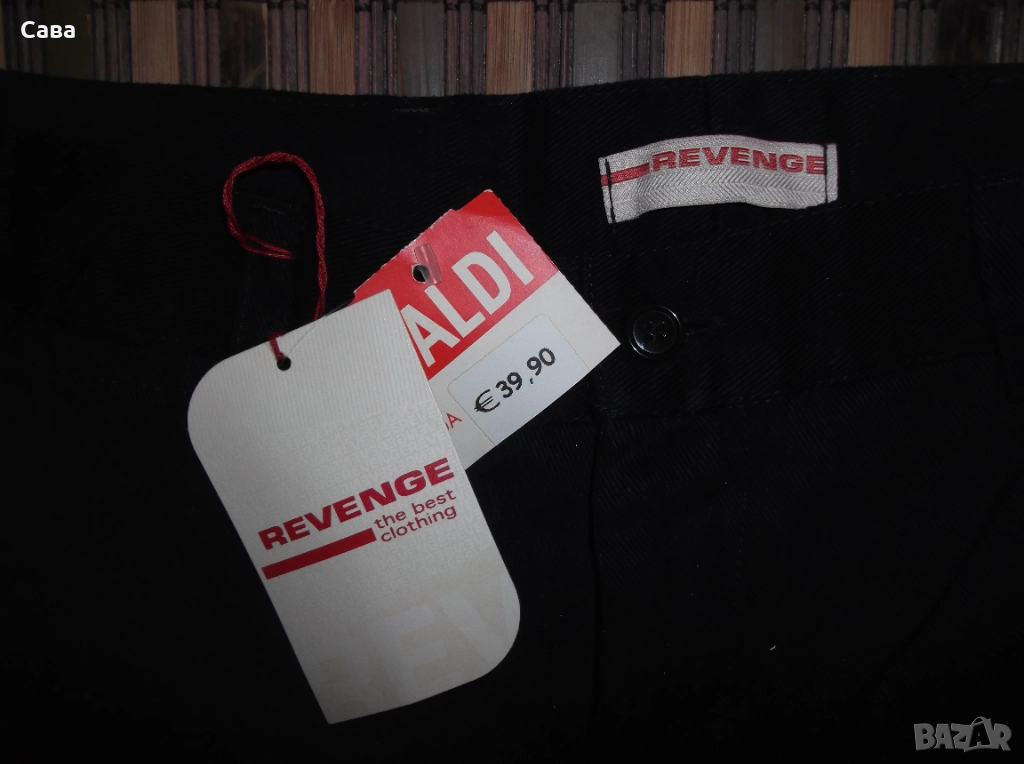 Сава
REVENGE
ALDI
€39,90
REVENGE
the best
clothing
BAZAR